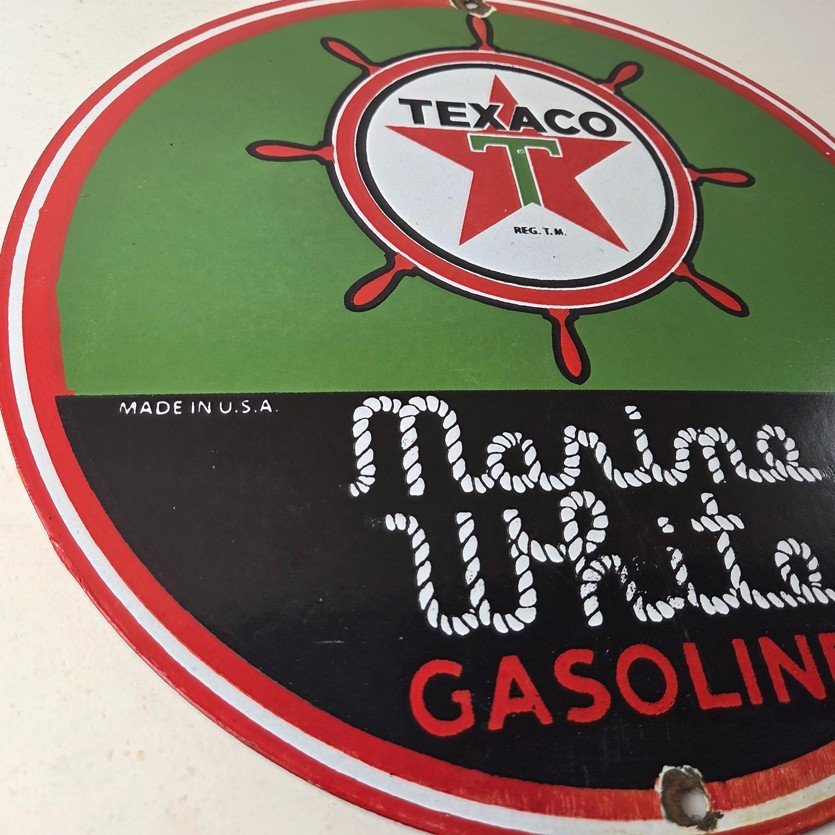 TEXACO
T
REG. T.M.
MADE IN U.S.A.
Marine
White
GASOLINE